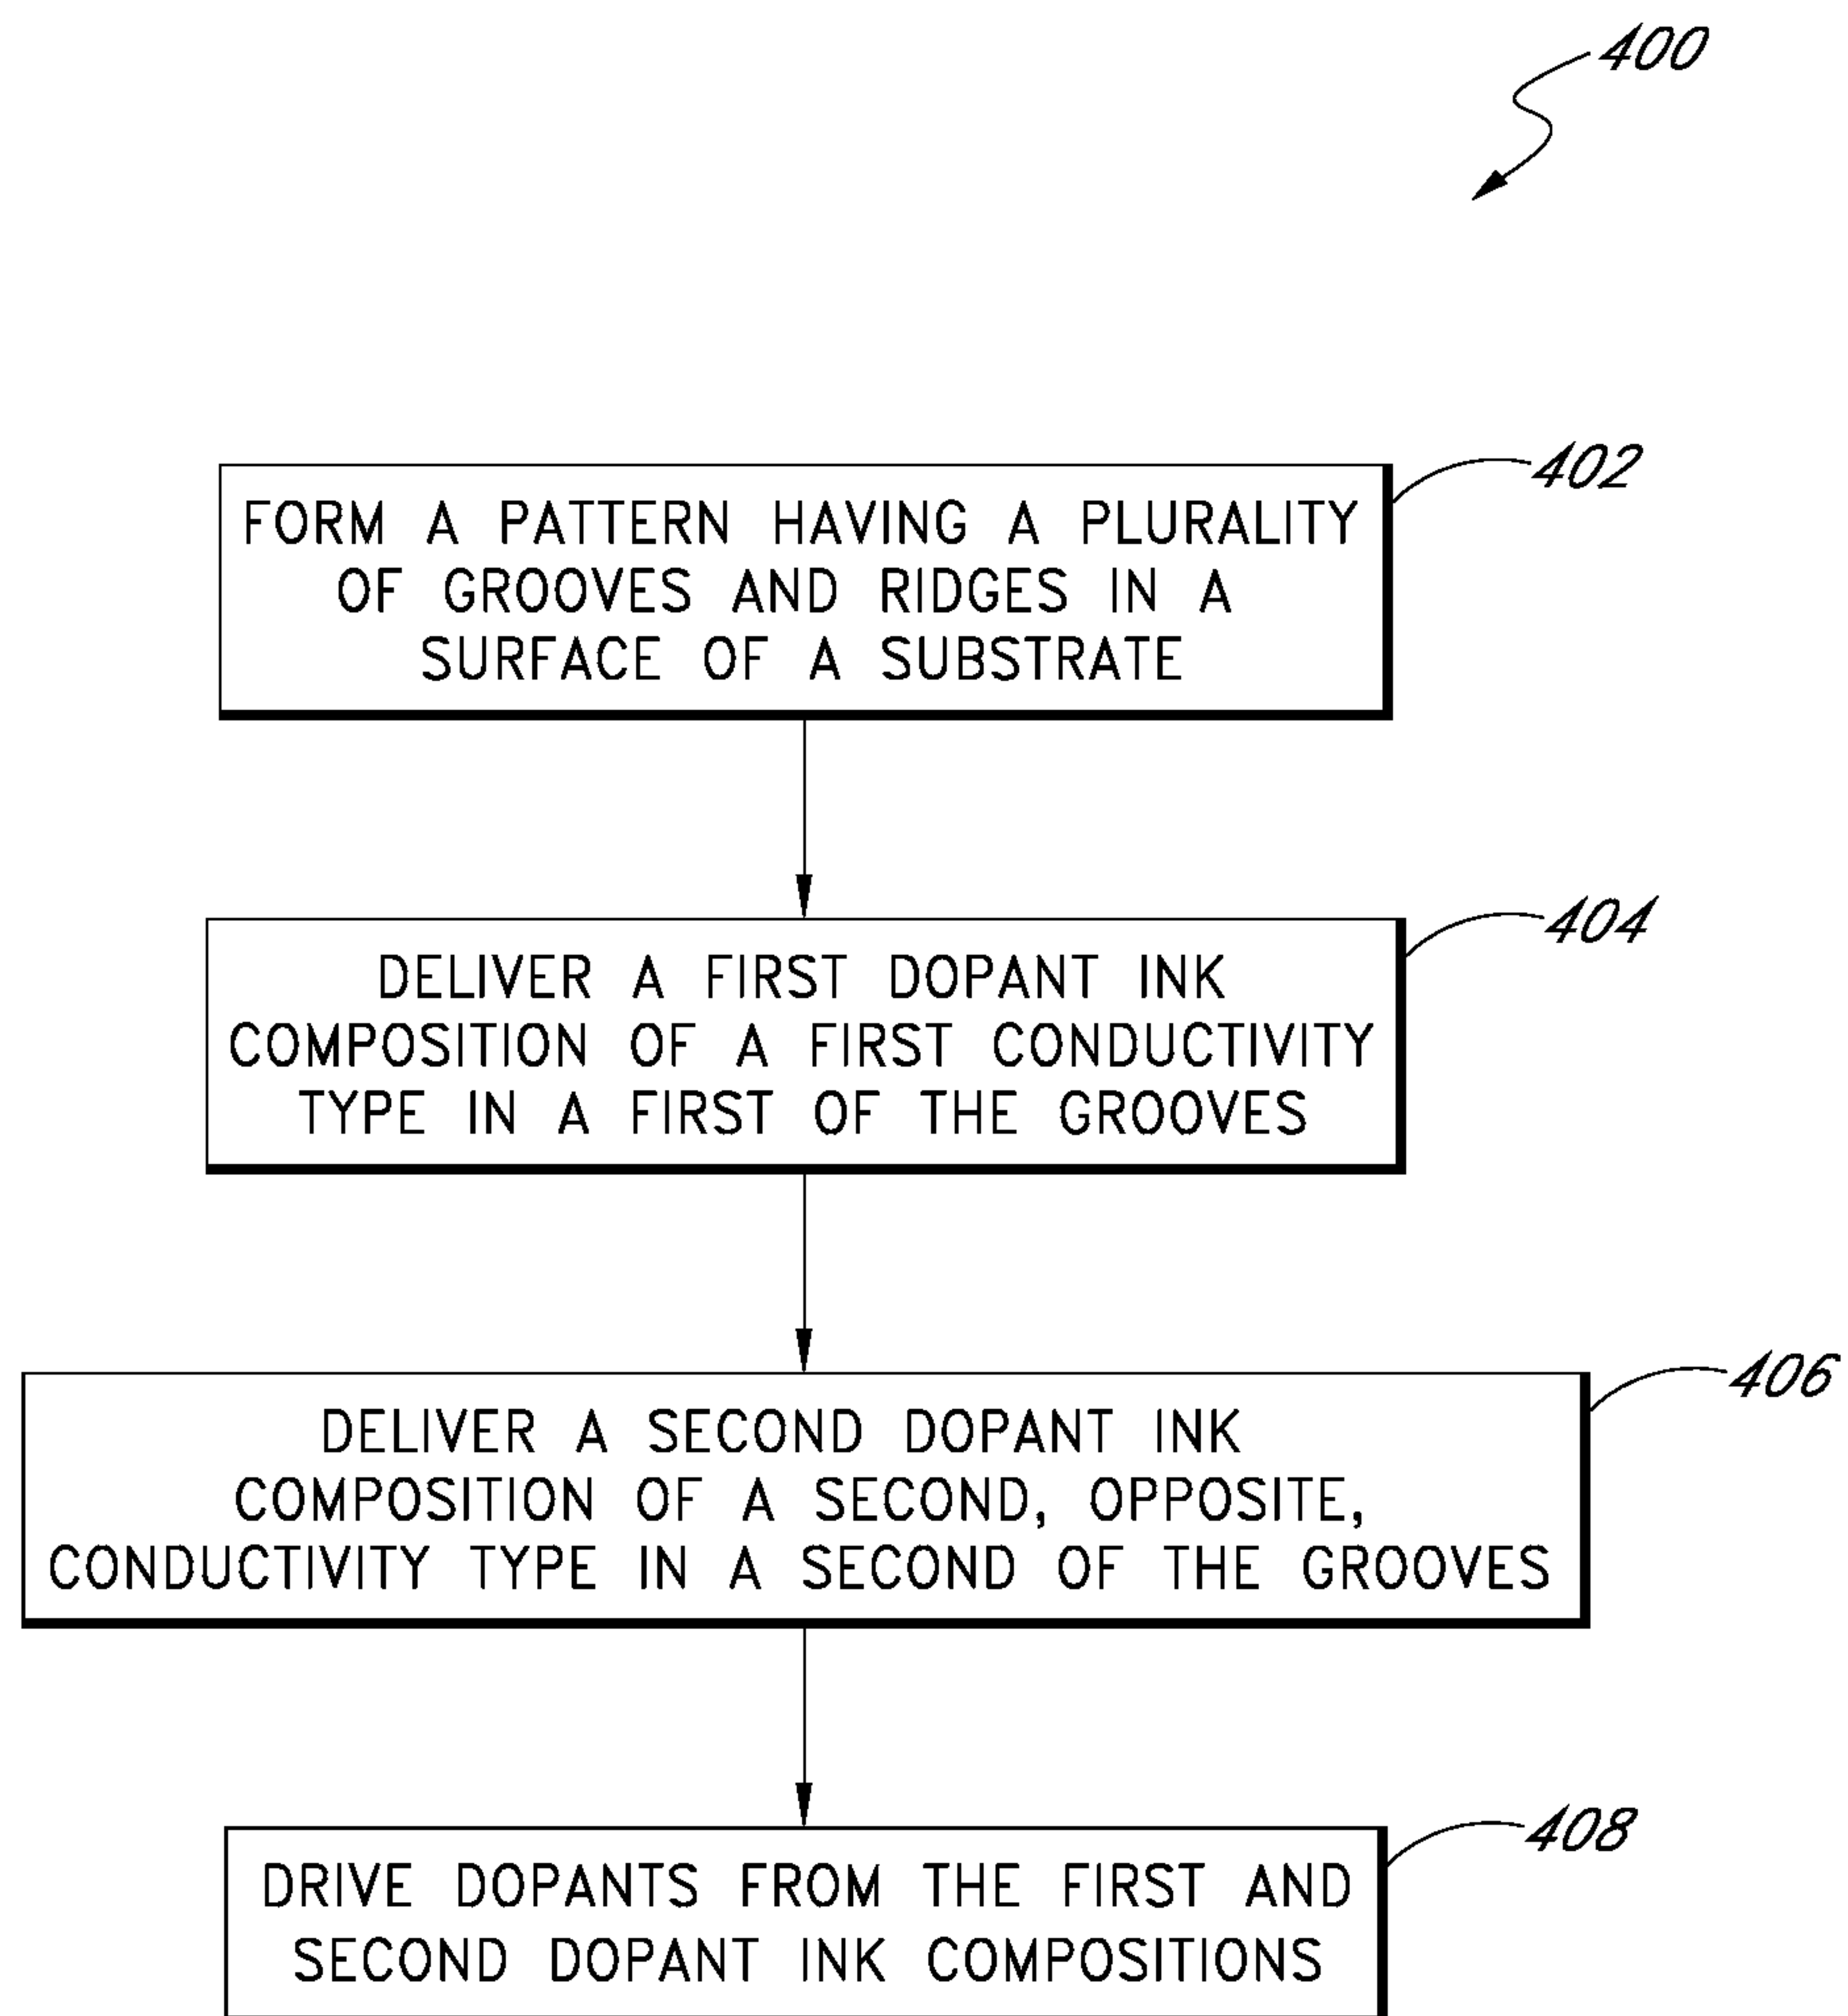 400
402
FORM A PATTERN HAVING A PLURALITY
OF GROOVES AND RIDGES IN A
SURFACE OF A SUBSTRATE
404
DELIVER A FIRST DOPANT INK
COMPOSITION OF A FIRST CONDUCTIVITY
TYPE IN A FIRST OF THE GROOVES
406
DELIVER A SECOND DOPANT INK
COMPOSITION OF A SECOND, OPPOSITE,
CONDUCTIVITY TYPE IN A SECOND OF THE GROOVES
408
DRIVE DOPANTS FROM THE FIRST AND
SECOND DOPANT INK COMPOSITIONS